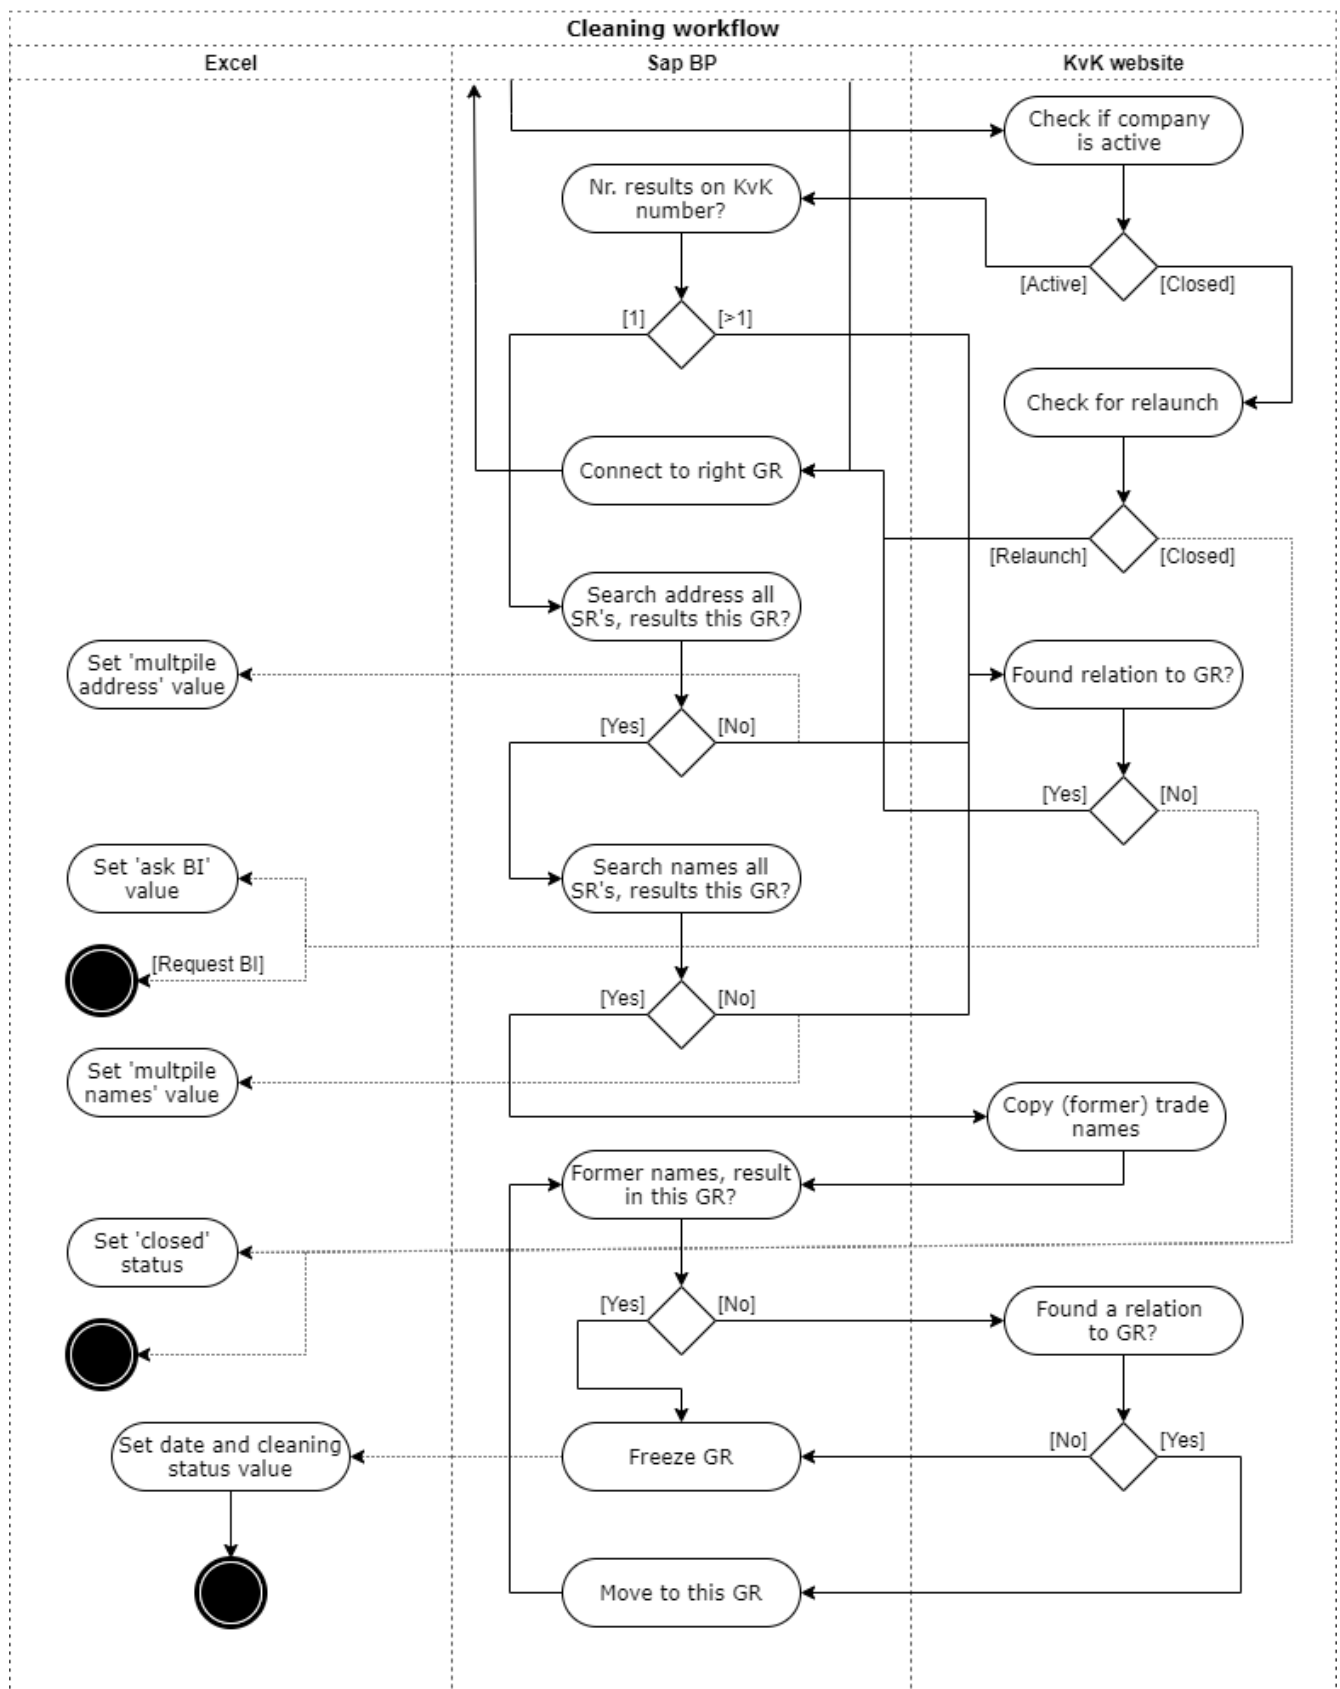 Cleaning workflow
Excel
Sap BP
KvK website
Check if company
is active
Nr. results on KvK
number?
[Active]
[Closed]
[1]
[>1]
Check for relaunch
Connect to right GR
[Relaunch]
[Closed]
Search address all
SR's, results this GR?
Set 'multpile
address' value
Found relation to GR?
[Yes]
[No]
[Yes]
[No]
Set 'ask BI'
value
Search names all
SR's, results this GR?
[Request BI]
[Yes]
[No]
Set 'multpile
names' value
Copy (former) trade
names
Former names, result
in this GR?
Set 'closed'
status
[Yes]
[No]
Found a relation
to GR?
Set date and cleaning
status value
Freeze GR
[No]
[Yes]
Move to this GR